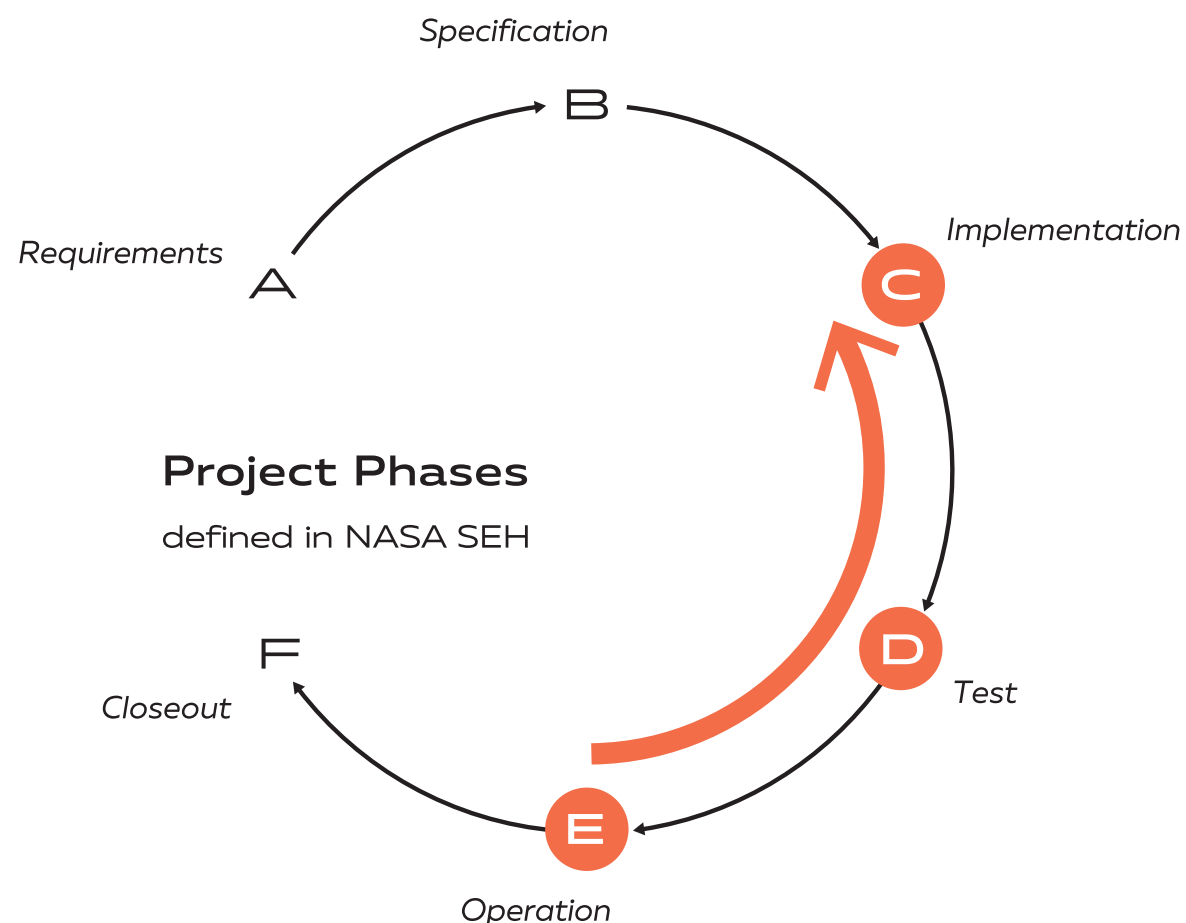 Specification
B
Implementation
Requirements
A
C
Project Phases
defined in NASA SEH
F
D
Closeout
Test
E
Operation